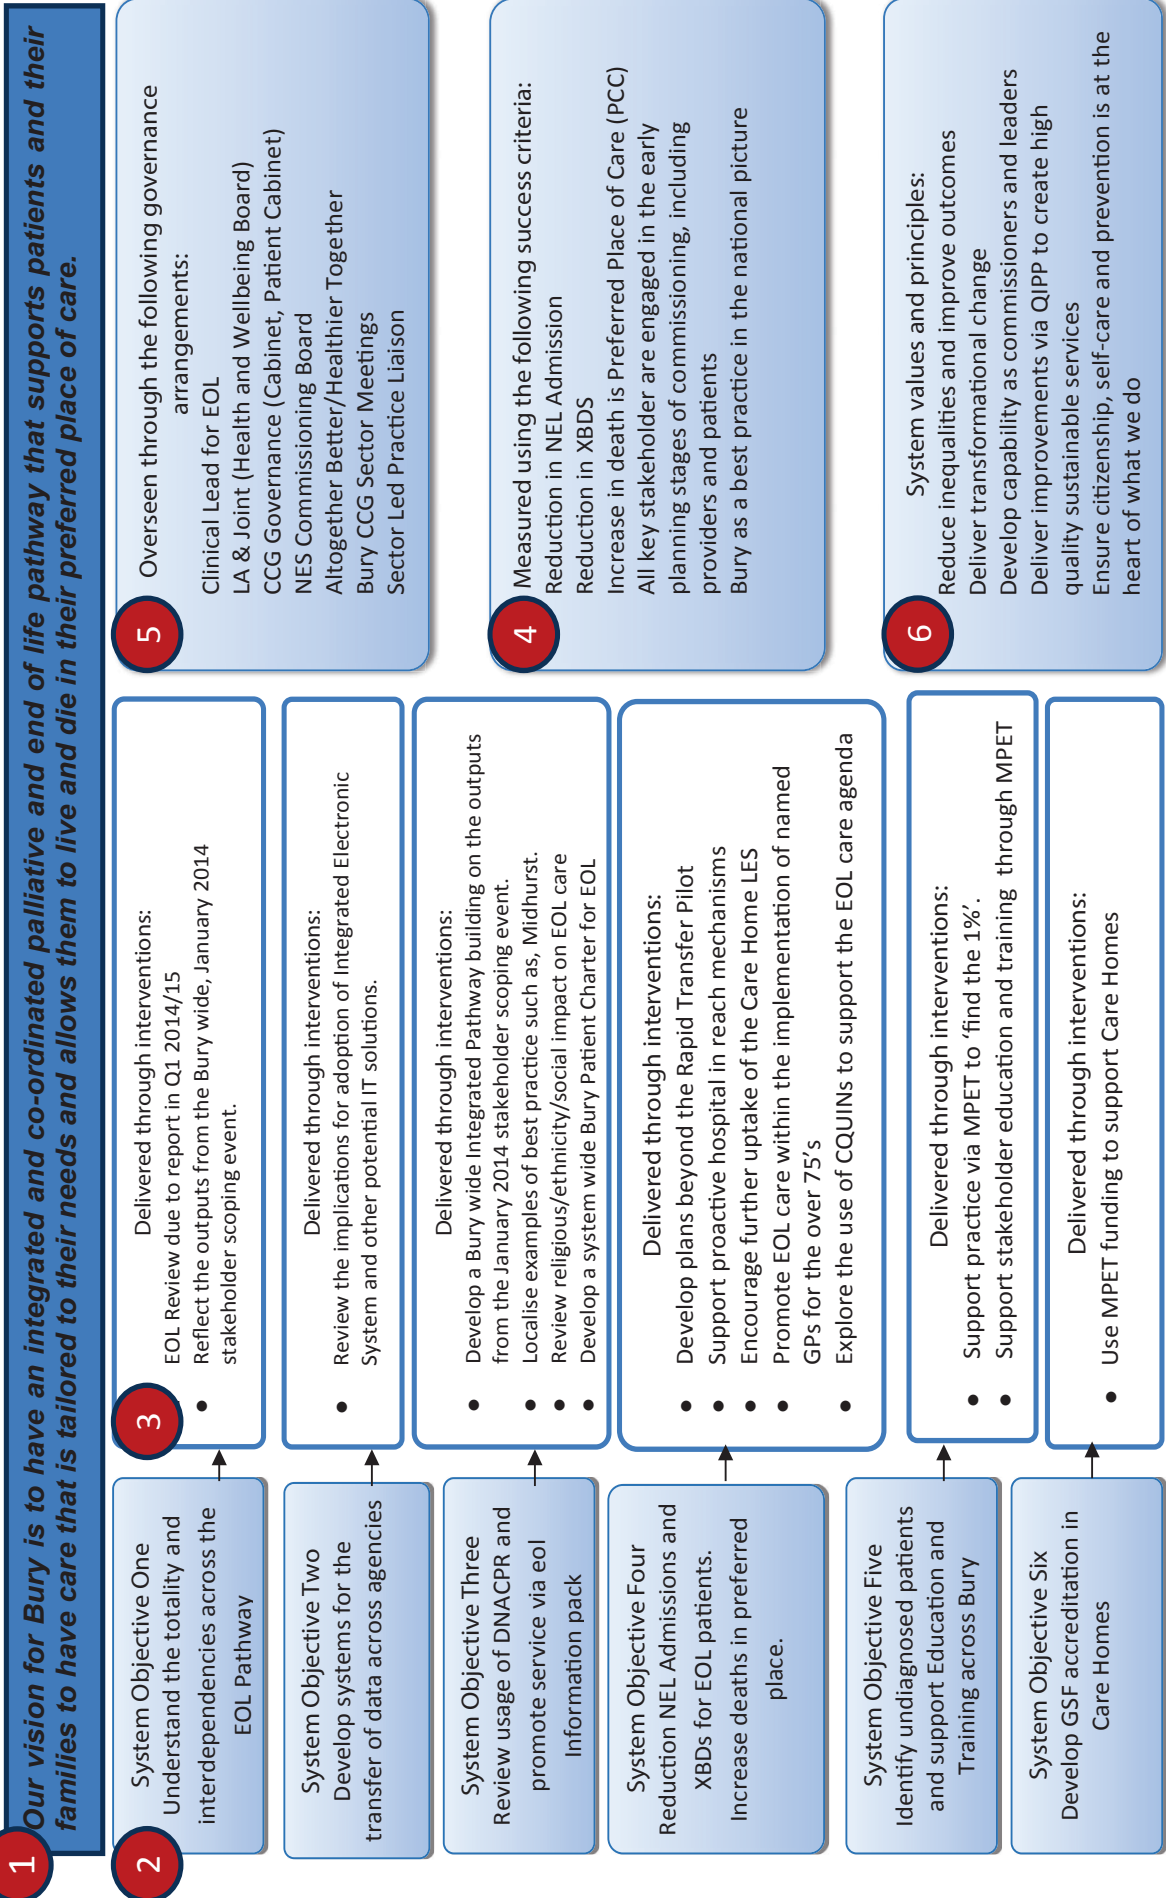 1
Our vision for Bury is to have an integrated and co-ordinated palliative and end of life pathway that supports patients and their
families to have care that is tailored to their needs and allows them to live and die in their preferred place of care.
2
System Objective One
Understand the totality and
interdependencies across the
EOL Pathway
System Objective Two
Develop systems for the
transfer of data across agencies
System Objective Three
Review usage of DNACPR and
promote service via eol
Information pack
System Objective Four
Reduction NEL Admissions and
XBDs for EOL patients.
Increase deaths in preferred
place.
System Objective Five
Identify undiagnosed patients
and support Education and
Training across Bury
System Objective Six
Develop GSF accreditation in
Care Homes
3
Delivered through interventions:
EOL Review due to report in Q1 2014/15
• Reflect the outputs from the Bury wide, January 2014
stakeholder scoping event.
Delivered through interventions:
• Review the implications for adoption of Integrated Electronic
System and other potential IT solutions.
Delivered through interventions:
• Develop a Bury wide Integrated Pathway building on the outputs
from the January 2014 stakeholder scoping event.
• Localise examples of best practice such as, Midhurst.
• Review religious/ethnicity/social impact on EOL care
• Develop a system wide Bury Patient Charter for EOL
Delivered through interventions:
• Develop plans beyond the Rapid Transfer Pilot
• Support proactive hospital in reach mechanisms
• Encourage further uptake of the Care Home LES
• Promote EOL care within the implementation of named
GPs for the over 75's
• Explore the use of CQUINs to support the EOL care agenda
Delivered through interventions:
• Support practice via MPET to ‘find the 1%’.
• Support stakeholder education and training through MPET
Delivered through interventions:
• Use MPET funding to support Care Homes
5
Overseen through the following governance
arrangements:
Clinical Lead for EOL
LA & Joint (Health and Wellbeing Board)
CCG Governance (Cabinet, Patient Cabinet)
NES Commissioning Board
Altogether Better/Healthier Together
Bury CCG Sector Meetings
Sector Led Practice Liaison
4
Measured using the following success criteria:
Reduction in NEL Admission
Reduction in XBDS
Increase in death is Preferred Place of Care (PCC)
All key stakeholder are engaged in the early
planning stages of commissioning, including
providers and patients
Bury as a best practice in the national picture
6
System values and principles:
Reduce inequalities and improve outcomes
Deliver transformational change
Develop capability as commissioners and leaders
Deliver improvements via QIPP to create high
quality sustainable services
Ensure citizenship, self-care and prevention is at the
heart of what we do